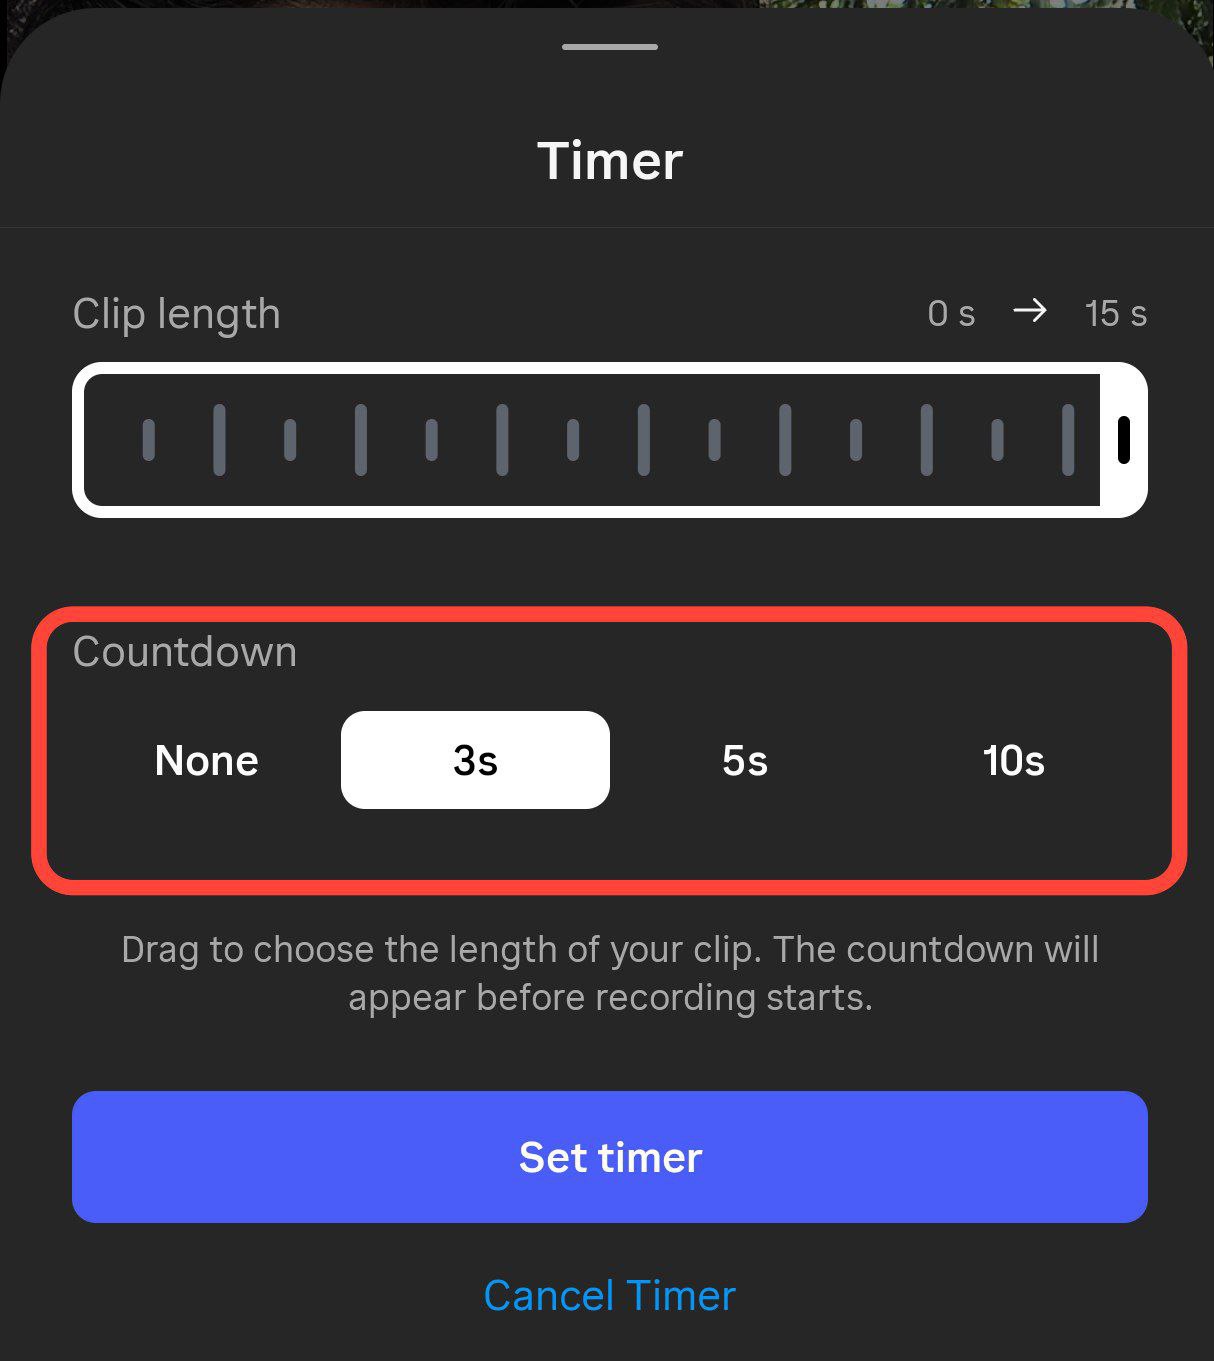 Timer
Clip length
0 s → 15 s
Countdown
None 3s 5s 10s
Drag to choose the length of your clip. The countdown will
appear before recording starts.
Set timer
Cancel Timer